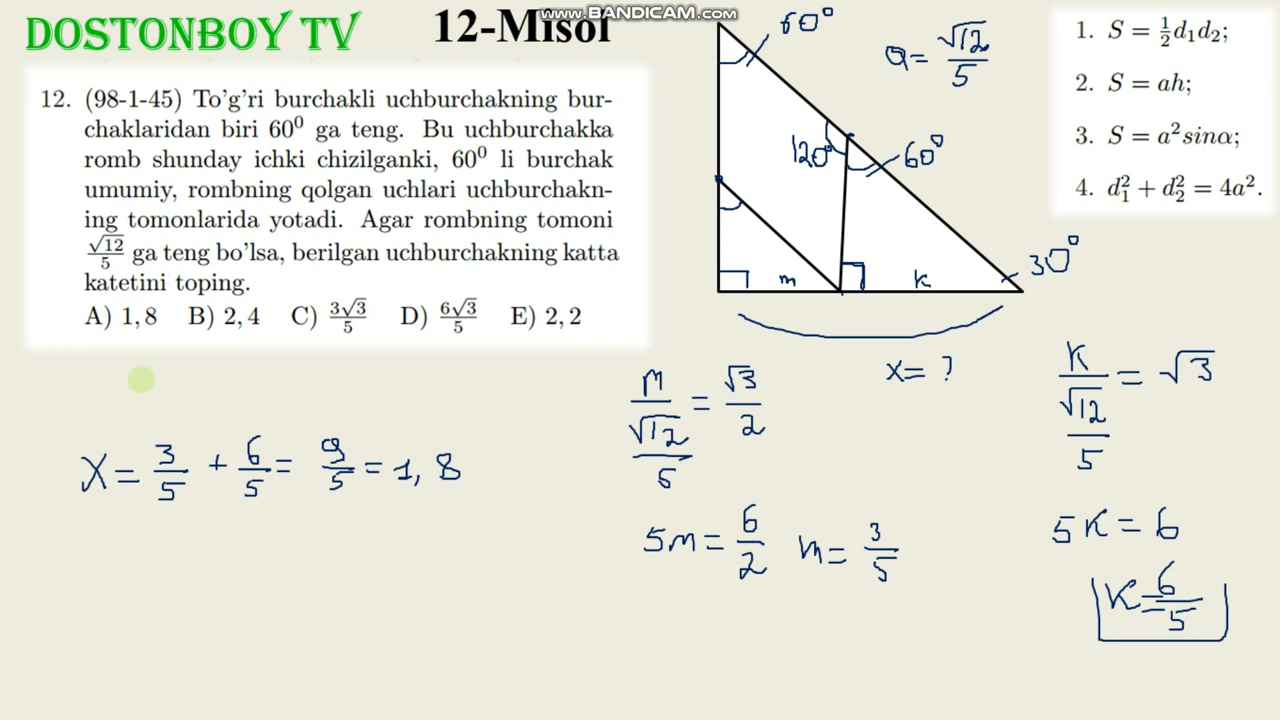 www.BANDICAM.com
DOSTONBOY TV
12-Misol
12. (98-1-45) To'g'ri burchakli uchburchakning bur-
chaklaridan biri 60⁰ ga teng. Bu uchburchakka
romb shunday ichki chizilganki, 60⁰ li burchak
umumiy, rombning qolgan uchlari uchburchakn-
ing tomonlarida yotadi. Agar rombning tomoni
√12/5 ga teng bo'lsa, berilgan uchburchakning katta
katetini toping.
A) 1,8 B) 2,4 C) 3√3/5 D) 6√3/5 E) 2,2
60°
a = √12/5
120°
60°
30°
m
k
x = ?
1. S = ½d₁d₂;
2. S = ah;
3. S = a²sinα;
4. d₁² + d₂² = 4a².
m/(√12/5) = √3/2
k/(√12/5) = √3
X = 3/5 + 6/5 = 9/5 = 1,8
5m = 6/2 m = 3/5
5k = 6
k = 6/5